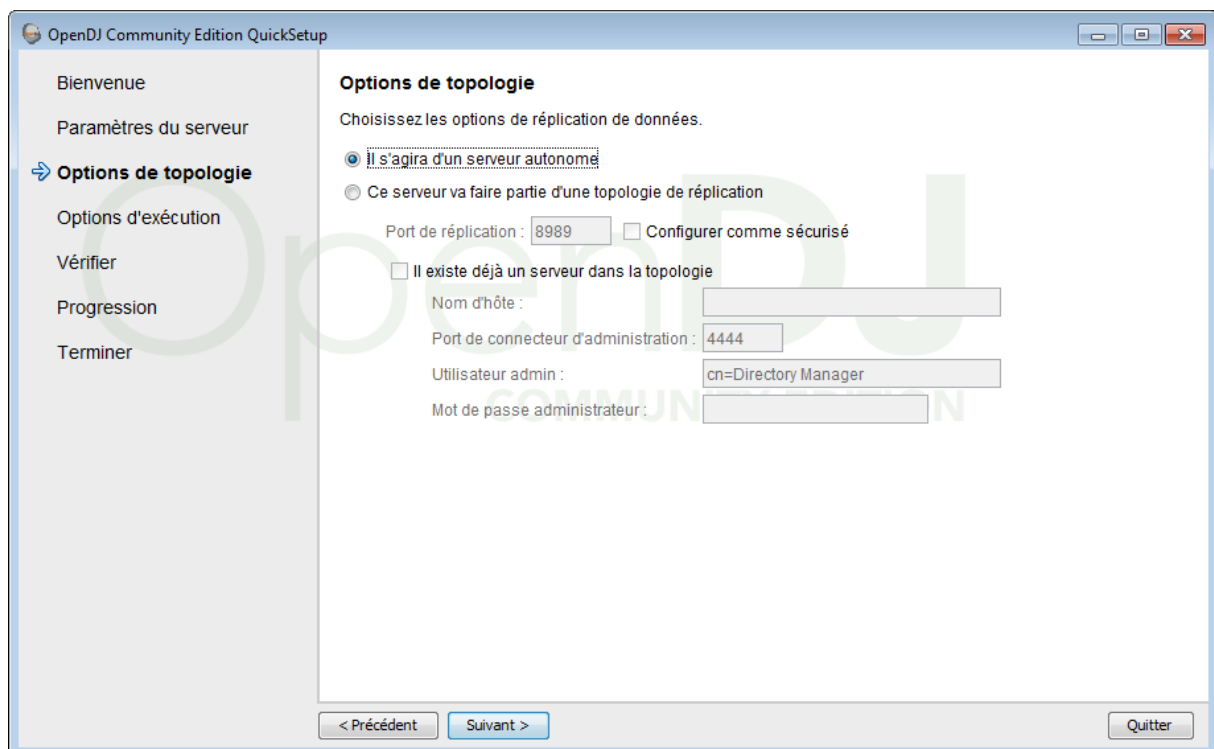 OpenDJ Community Edition QuickSetup
Bienvenue
Paramètres du serveur
Options de topologie
Options d'exécution
Vérifier
Progression
Terminer
Options de topologie
Choisissez les options de réplication de données.
Il s'agira d'un serveur autonome
Ce serveur va faire partie d'une topologie de réplication
Port de réplication : 8989 Configurer comme sécurisé
Il existe déjà un serveur dans la topologie
Nom d'hôte :
Port de connecteur d'administration : 4444
Utilisateur admin : cn=Directory Manager
Mot de passe administrateur :
OpenDJ
COMMUNITY EDITION
< Précédent Suivant > Quitter